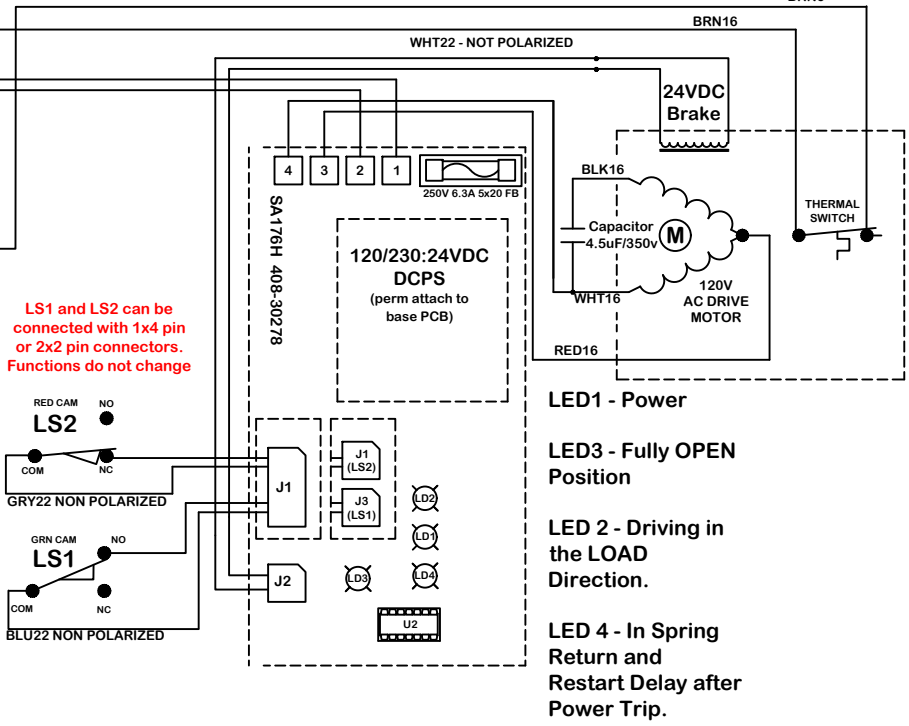 BRN16
WHT22 - NOT POLARIZED
24VDC
Brake
4
3
2
1
250V 6.3A 5x20 FB
BLK16
THERMAL
SWITCH
SA176H 408-30278
120/230:24VDC
DCPS
(perm attach to
base PCB)
Capacitor
4.5uF/350v
M
120V
AC DRIVE
MOTOR
WHT16
RED16
LS1 and LS2 can be
connected with 1x4 pin
or 2x2 pin connectors.
Functions do not change
RED CAM
NO
LS2
COM
NC
GRY22 NON POLARIZED
GRN CAM
NO
LS1
COM
NC
BLU22 NON POLARIZED
J1
J1
(LS2)
J3
(LS1)
J2
LD2
LD1
LD3
LD4
U2
LED1 - Power
LED3 - Fully OPEN
Position
LED 2 - Driving in
the LOAD
Direction.
LED 4 - In Spring
Return and
Restart Delay after
Power Trip.